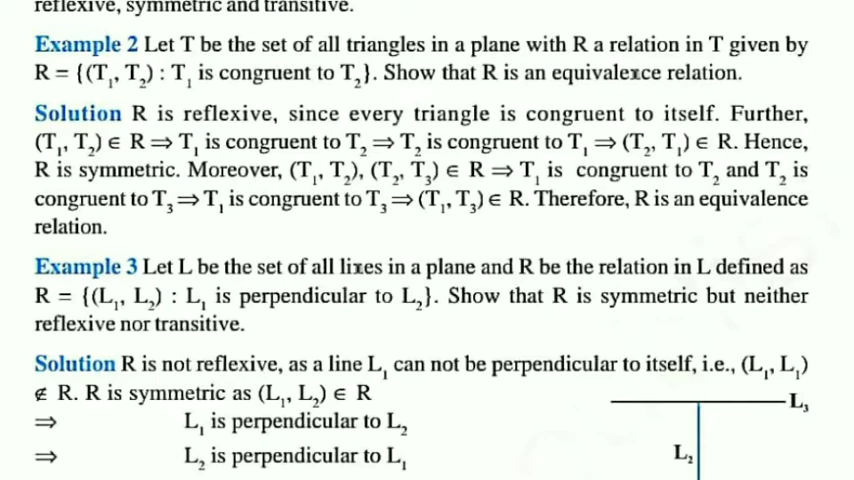 reflexive, symmetric and transitive.
Example 2 Let T be the set of all triangles in a plane with R a relation in T given by
R = {(T₁, T₂) : T₁ is congruent to T₂}. Show that R is an equivalexce relation.
Solution R is reflexive, since every triangle is congruent to itself. Further,
(T₁, T₂) ∈ R ⇒ T₁ is congruent to T₂ ⇒ T₂ is congruent to T₁ ⇒ (T₂, T₁) ∈ R. Hence,
R is symmetric. Moreover, (T₁, T₂), (T₂, T₃) ∈ R ⇒ T₁ is congruent to T₂ and T₂ is
congruent to T₃ ⇒ T₁ is congruent to T₃ ⇒ (T₁, T₃) ∈ R. Therefore, R is an equivalence
relation.
Example 3 Let L be the set of all lixes in a plane and R be the relation in L defined as
R = {(L₁, L₂) : L₁ is perpendicular to L₂}. Show that R is symmetric but neither
reflexive nor transitive.
Solution R is not reflexive, as a line L₁ can not be perpendicular to itself, i.e., (L₁, L₁)
∉ R. R is symmetric as (L₁, L₂) ∈ R
⇒ L₁ is perpendicular to L₂
⇒ L₂ is perpendicular to L₁
L₃
L₂